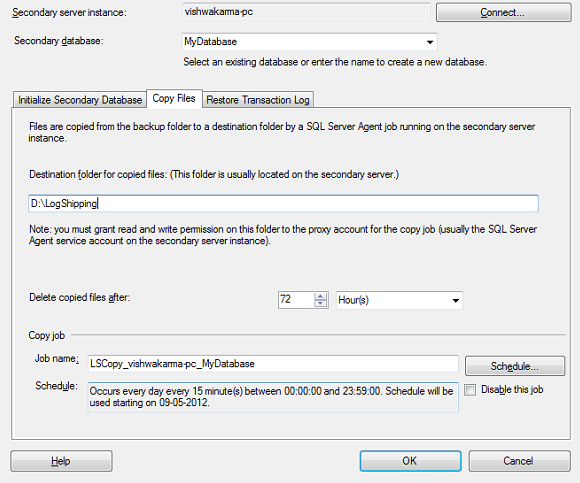 Secondary server instance: vishwakarma-pc Connect...
Secondary database: MyDatabase
Select an existing database or enter the name to create a new database.
Initialize Secondary Database Copy Files Restore Transaction Log
Files are copied from the backup folder to a destination folder by a SQL Server Agent job running on the secondary server
instance.
Destination folder for copied files: (This folder is usually located on the secondary server.)
D:\LogShipping
Note: you must grant read and write permission on this folder to the proxy account for the copy job (usually the SQL Server
Agent service account on the secondary server instance).
Delete copied files after: 72 Hour(s)
Copy job
Job name: LSCopy_vishwakarma-pc_MyDatabase Schedule...
Schedule: Occurs every day every 15 minute(s) between 00:00:00 and 23:59:00. Schedule will be Disable this job
used starting on 09-05-2012.
Help OK Cancel